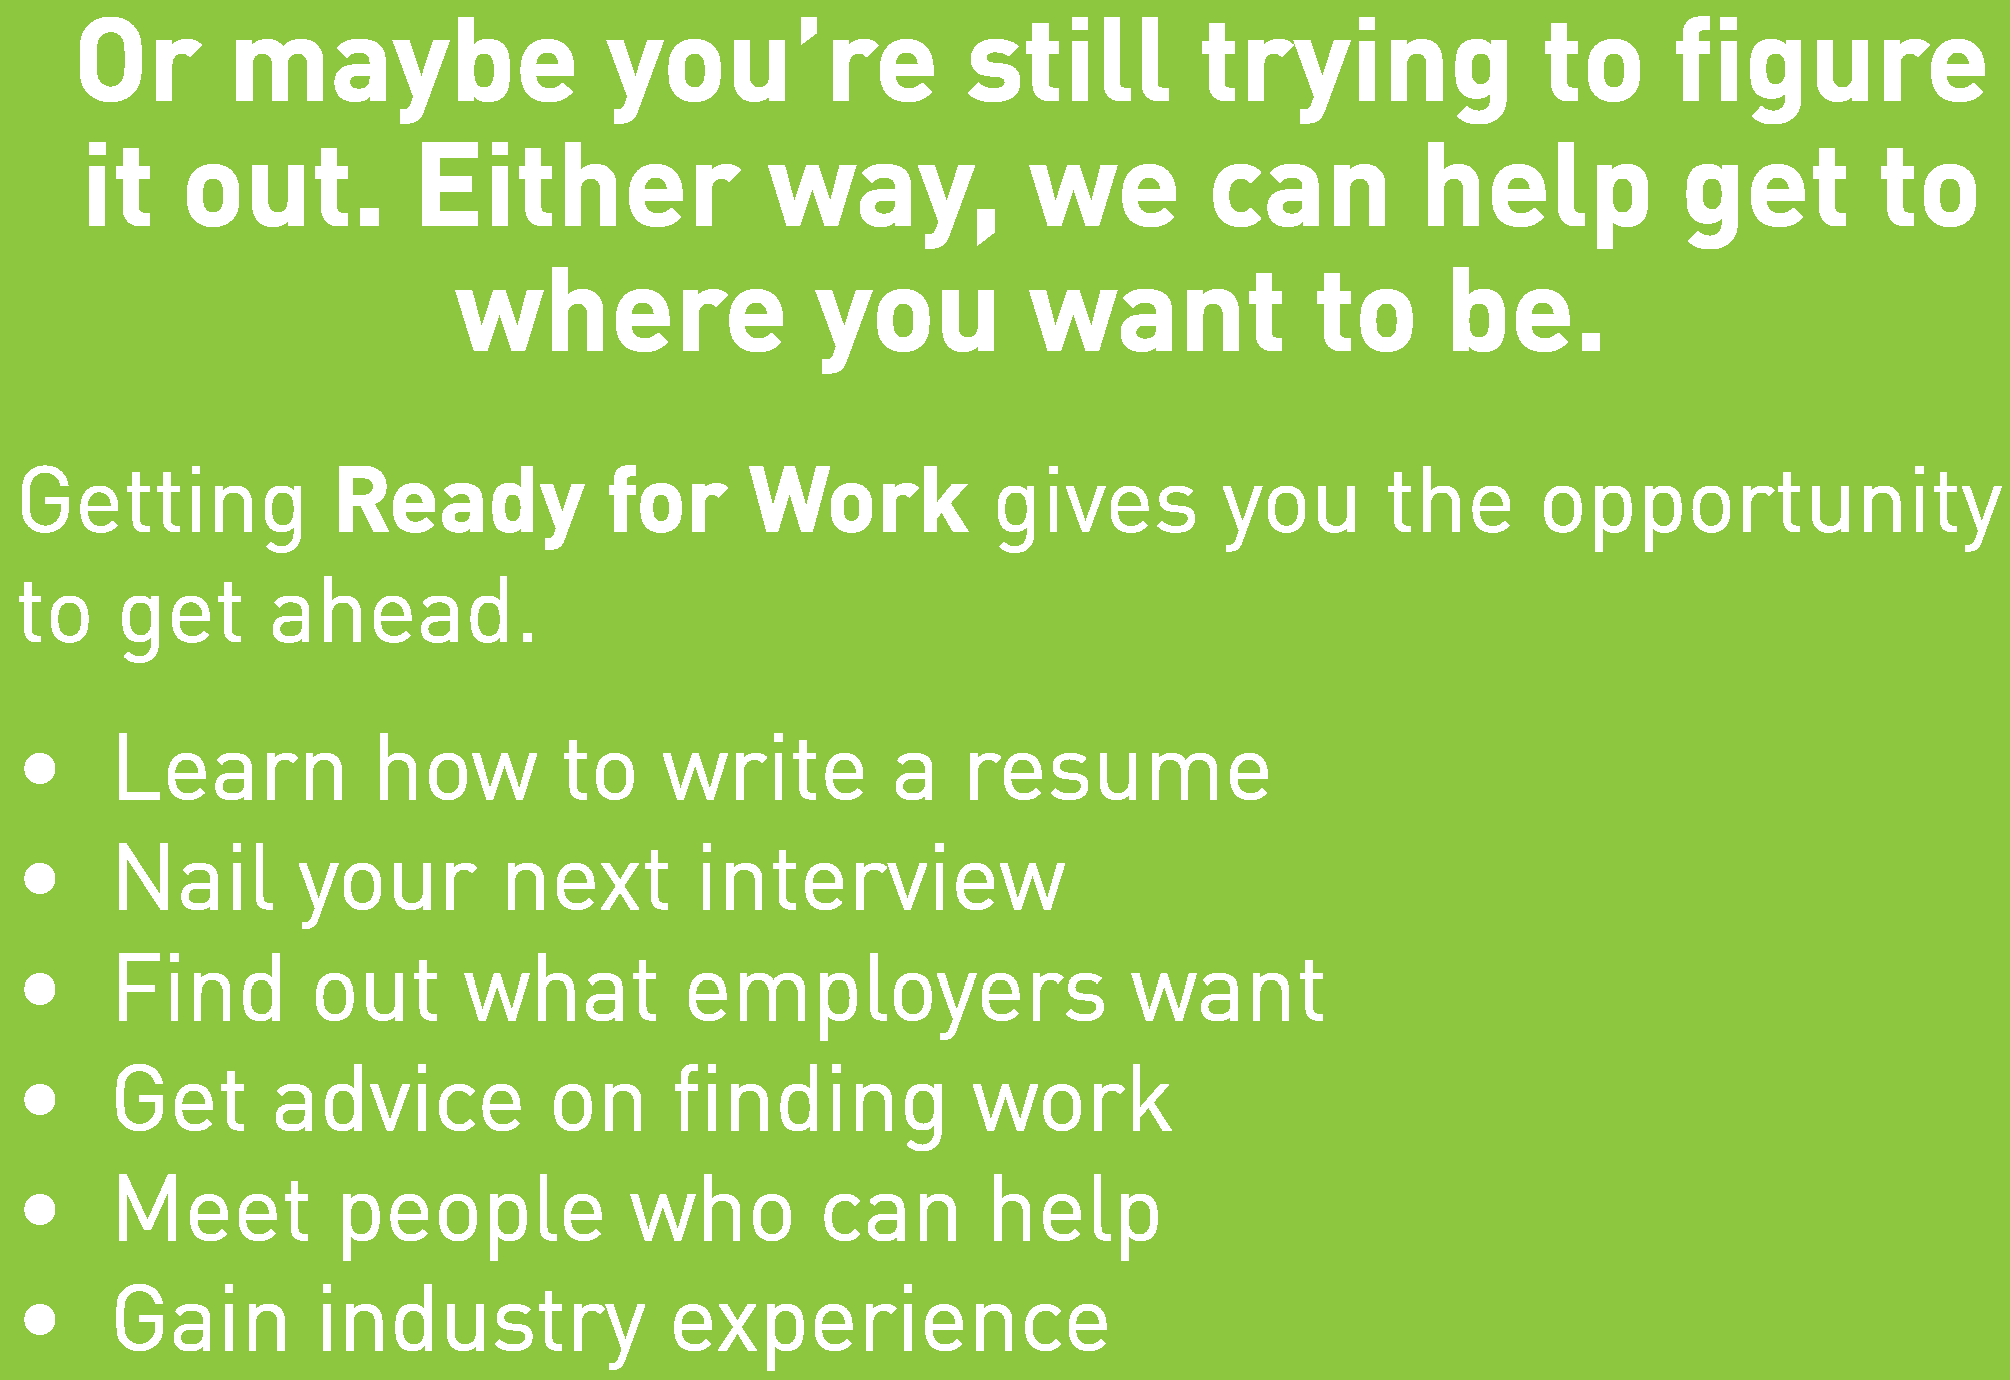 Or maybe you’re still trying to figure
it out. Either way, we can help get to
where you want to be.
Getting Ready for Work gives you the opportunity
to get ahead.
• Learn how to write a resume
• Nail your next interview
• Find out what employers want
• Get advice on finding work
• Meet people who can help
• Gain industry experience